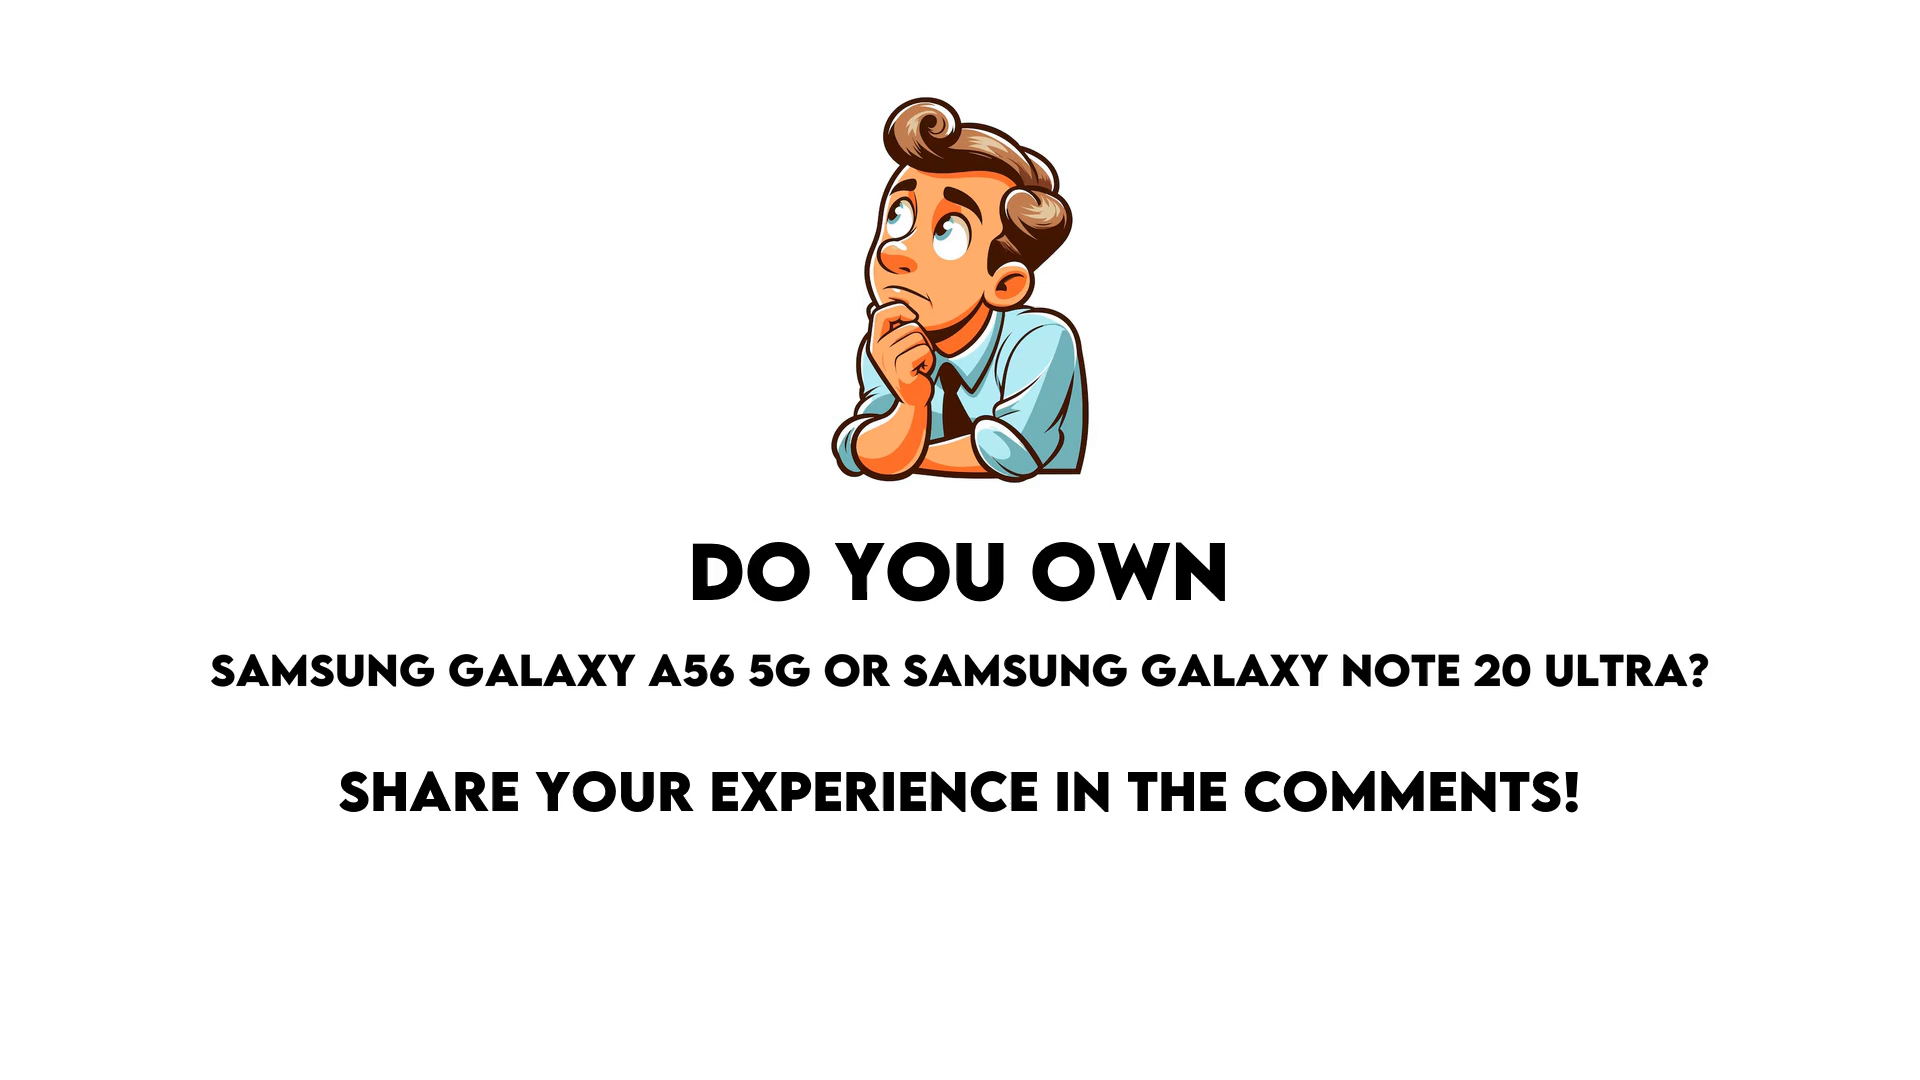 DO YOU OWN
SAMSUNG GALAXY A56 5G OR SAMSUNG GALAXY NOTE 20 ULTRA?
SHARE YOUR EXPERIENCE IN THE COMMENTS!